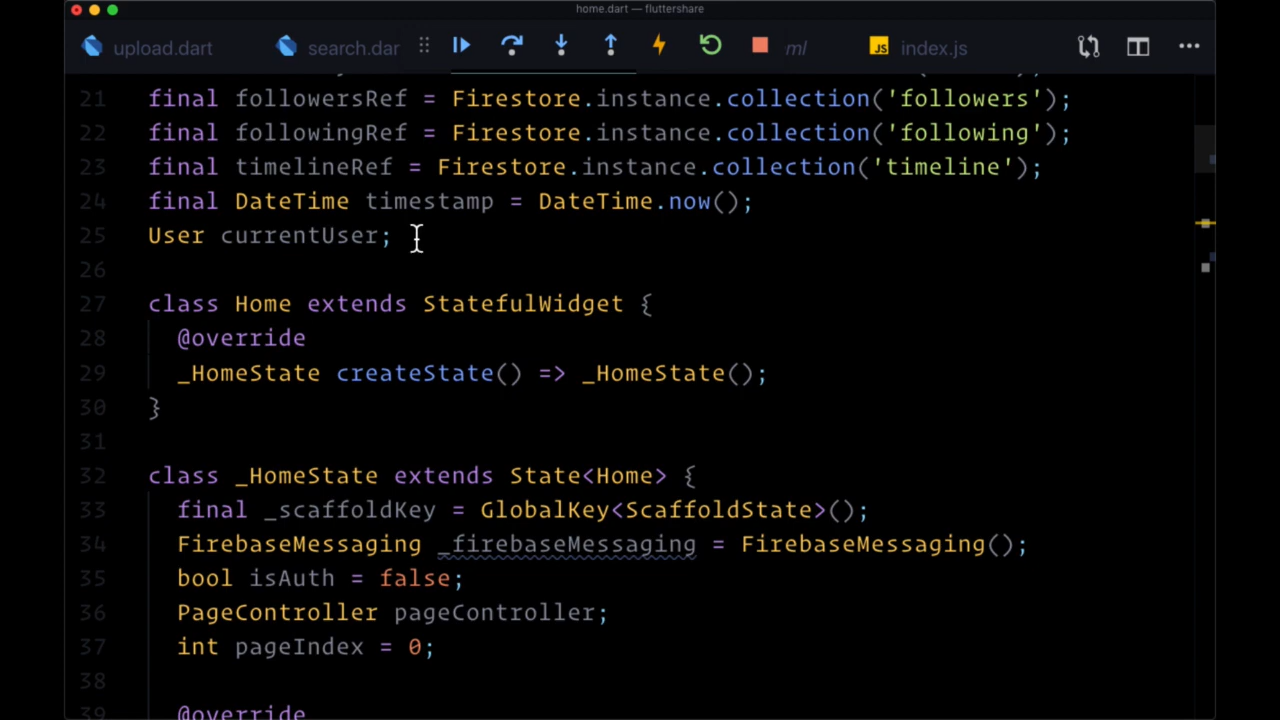 home.dart — fluttershare
upload.dart search.dar ml JS index.js
21 final followersRef = Firestore.instance.collection('followers');
22 final followingRef = Firestore.instance.collection('following');
23 final timelineRef = Firestore.instance.collection('timeline');
24 final DateTime timestamp = DateTime.now();
25 User currentUser;
26
27 class Home extends StatefulWidget {
28 @override
29 _HomeState createState() => _HomeState();
30 }
31
32 class _HomeState extends State<Home> {
33 final _scaffoldKey = GlobalKey<ScaffoldState>();
34 FirebaseMessaging _firebaseMessaging = FirebaseMessaging();
35 bool isAuth = false;
36 PageController pageController;
37 int pageIndex = 0;
38
39 @override